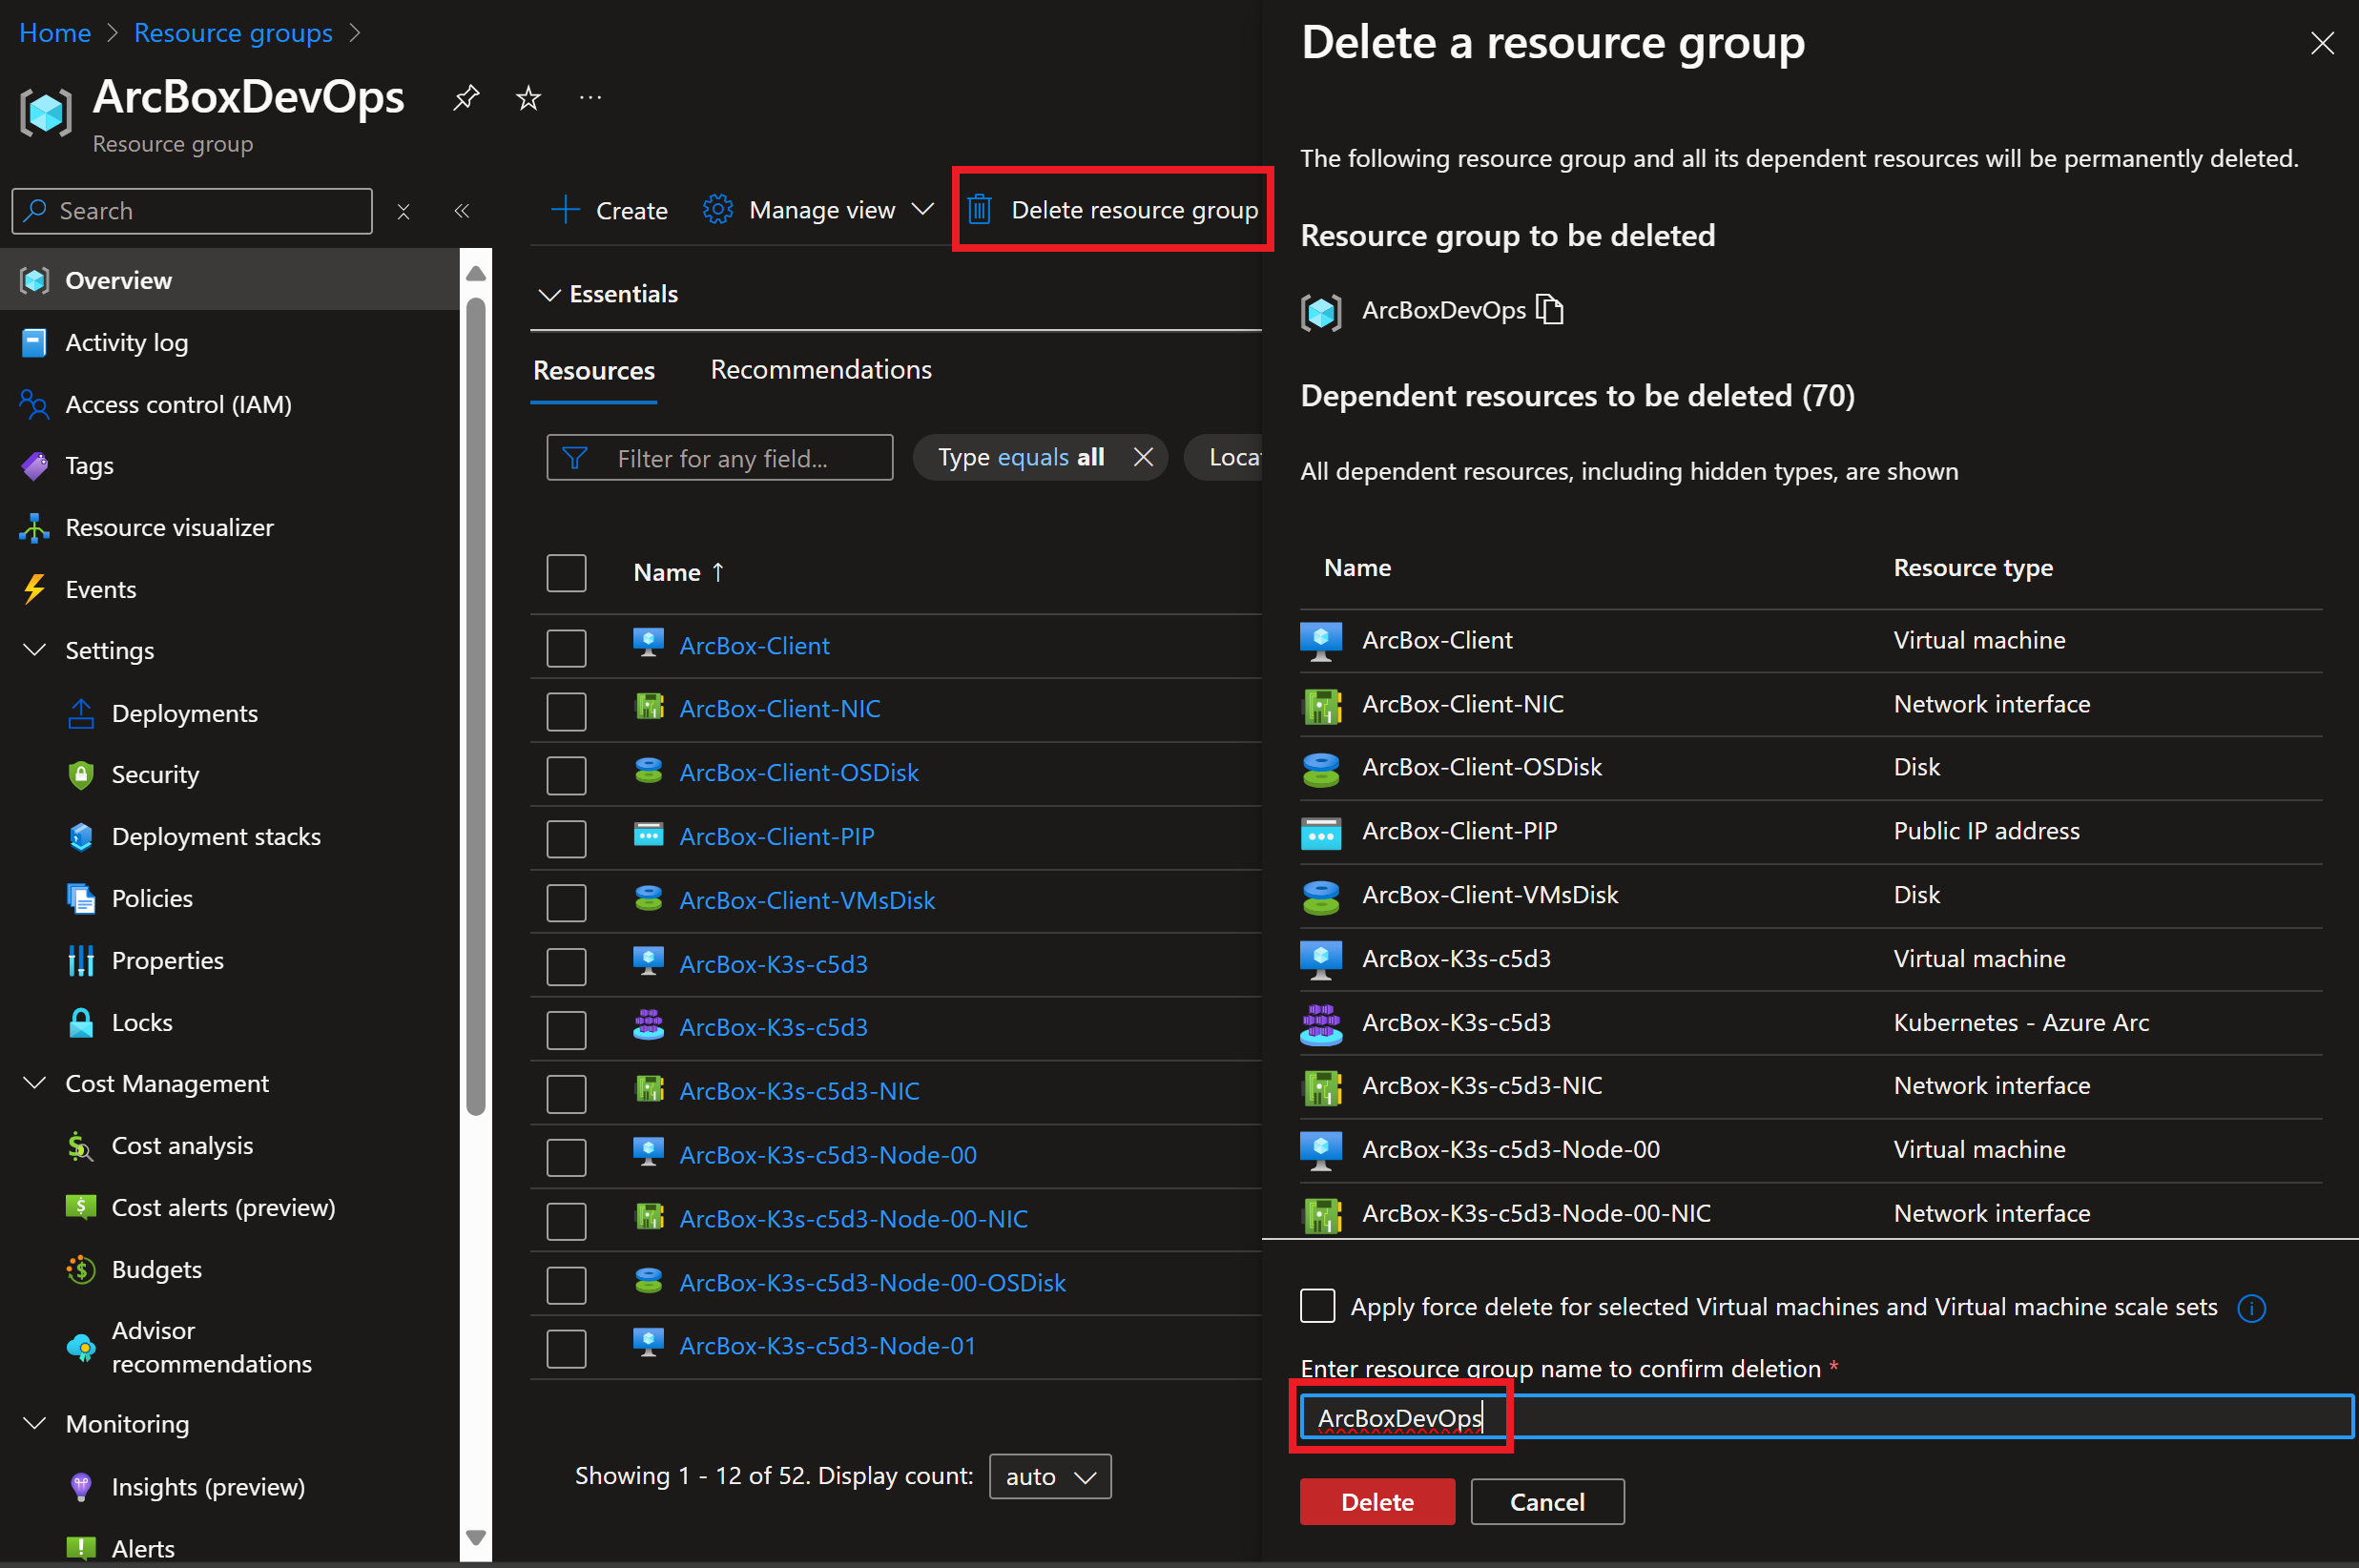 Home > Resource groups >
ArcBoxDevOps
Resource group
Search
Overview
Activity log
Access control (IAM)
Tags
Resource visualizer
Events
Settings
Deployments
Security
Deployment stacks
Policies
Properties
Locks
Cost Management
Cost analysis
Cost alerts (preview)
Budgets
Advisor
recommendations
Monitoring
Insights (preview)
Alerts
Create
Manage view
Delete resource group
Essentials
Resources
Recommendations
Filter for any field...
Type equals all
Name ↑
ArcBox-Client
ArcBox-Client-NIC
ArcBox-Client-OSDisk
ArcBox-Client-PIP
ArcBox-Client-VMsDisk
ArcBox-K3s-c5d3
ArcBox-K3s-c5d3
ArcBox-K3s-c5d3-NIC
ArcBox-K3s-c5d3-Node-00
ArcBox-K3s-c5d3-Node-00-NIC
ArcBox-K3s-c5d3-Node-00-OSDisk
ArcBox-K3s-c5d3-Node-01
Showing 1 - 12 of 52. Display count: auto
Delete a resource group
The following resource group and all its dependent resources will be permanently deleted.
Resource group to be deleted
ArcBoxDevOps
Dependent resources to be deleted (70)
All dependent resources, including hidden types, are shown
Name Resource type
ArcBox-Client Virtual machine
ArcBox-Client-NIC Network interface
ArcBox-Client-OSDisk Disk
ArcBox-Client-PIP Public IP address
ArcBox-Client-VMsDisk Disk
ArcBox-K3s-c5d3 Virtual machine
ArcBox-K3s-c5d3 Kubernetes - Azure Arc
ArcBox-K3s-c5d3-NIC Network interface
ArcBox-K3s-c5d3-Node-00 Virtual machine
ArcBox-K3s-c5d3-Node-00-NIC Network interface
Apply force delete for selected Virtual machines and Virtual machine scale sets
Enter resource group name to confirm deletion *
ArcBoxDevOps
Delete
Cancel